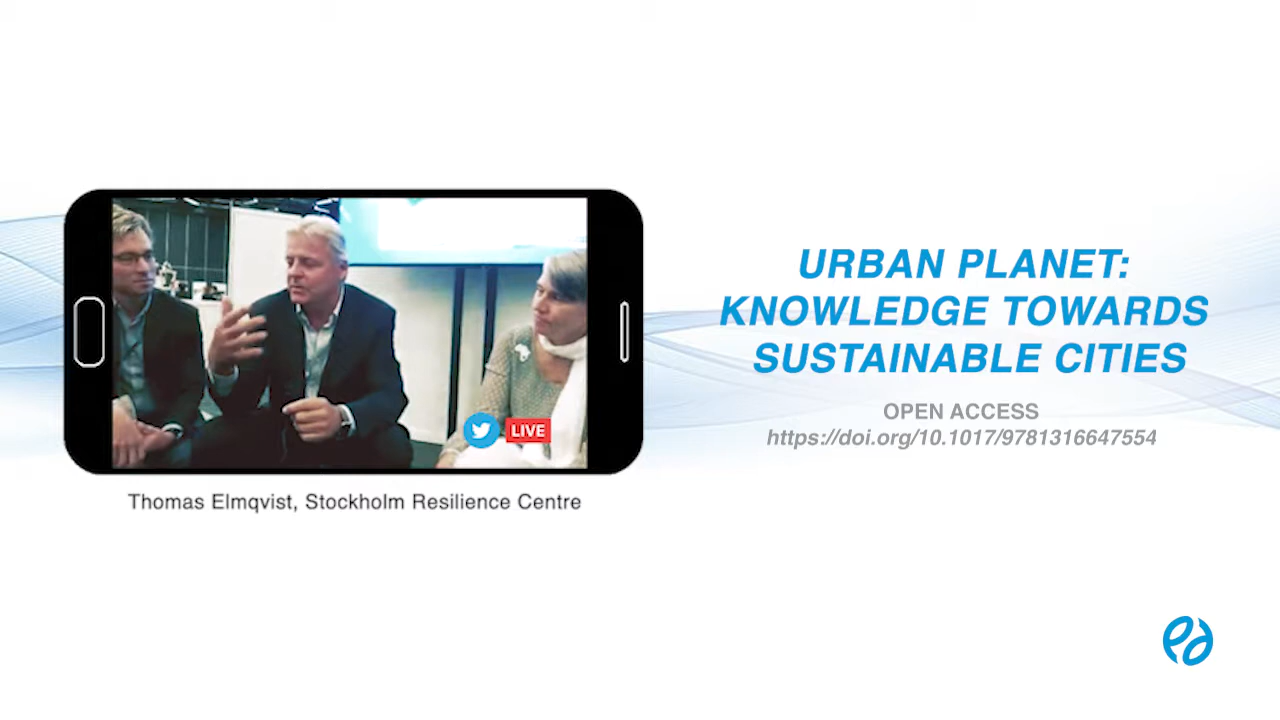 URBAN PLANET:
KNOWLEDGE TOWARDS
SUSTAINABLE CITIES
OPEN ACCESS
https://doi.org/10.1017/9781316647554
LIVE
Thomas Elmqvist, Stockholm Resilience Centre